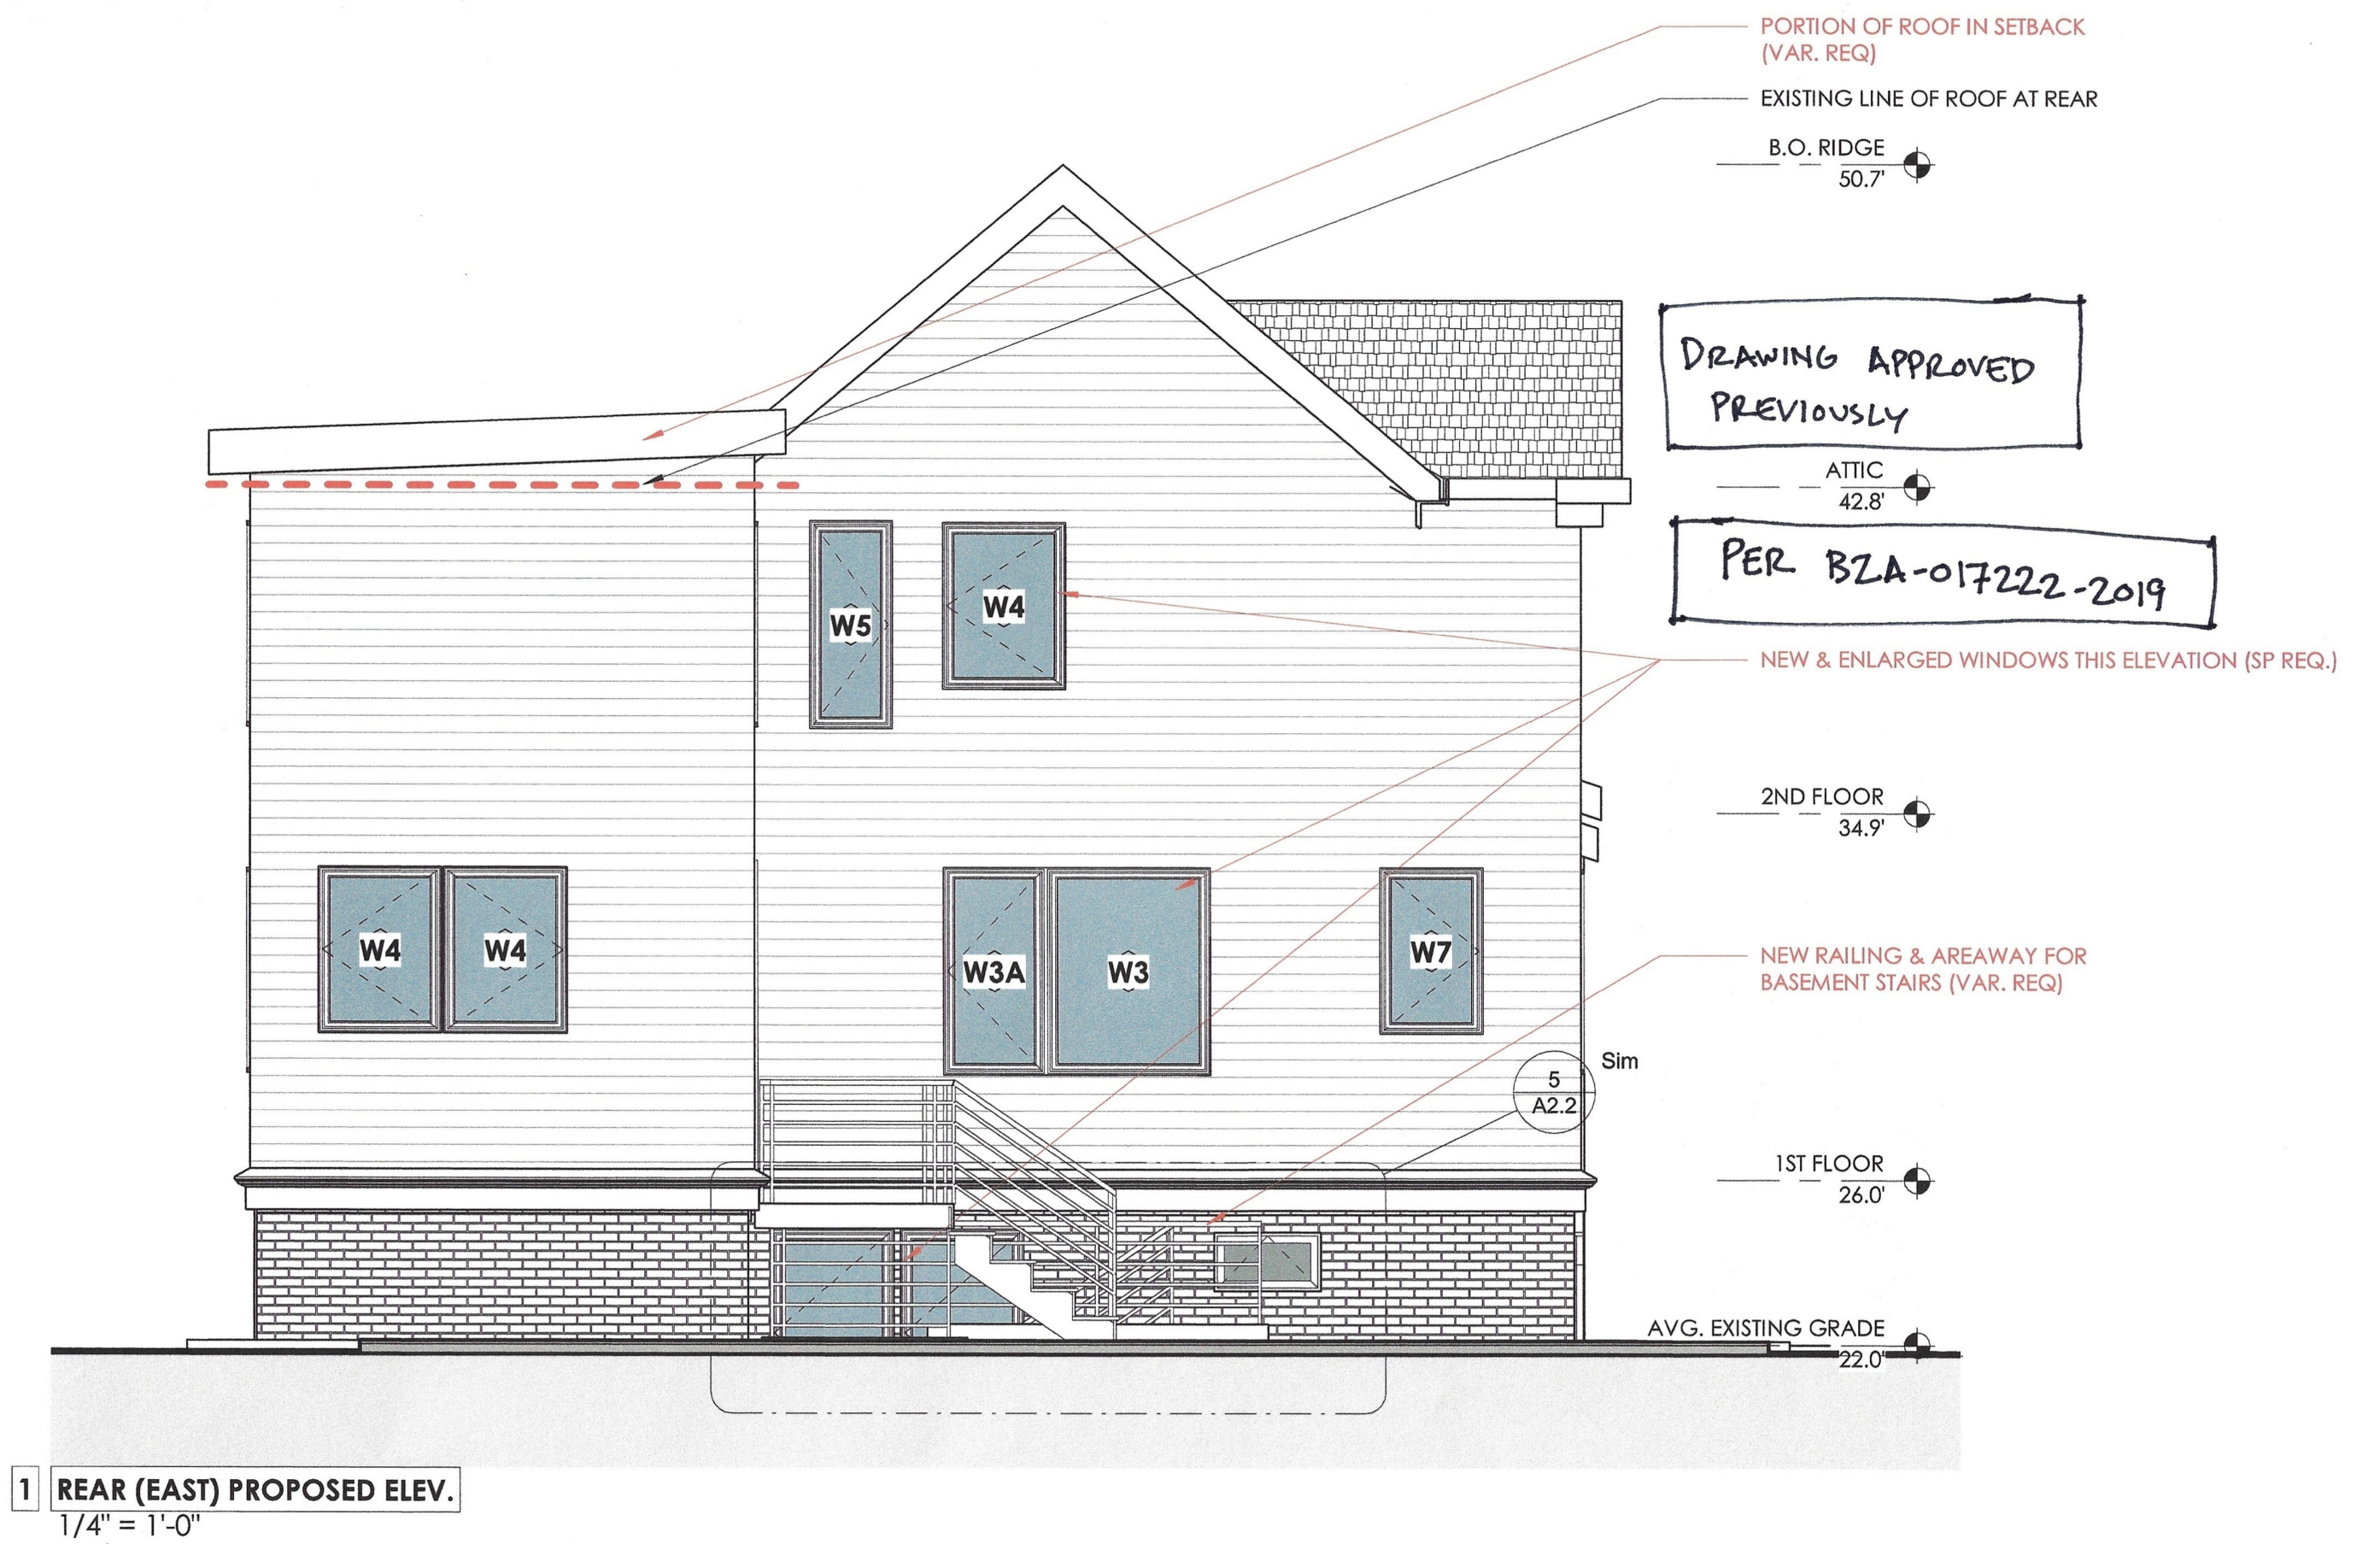 PORTION OF ROOF IN SETBACK
(VAR. REQ)
EXISTING LINE OF ROOF AT REAR
B.O. RIDGE
50.7'
DRAWING APPROVED
PREVIOUSLY
ATTIC
42.8'
PER BZA-017222-2019
W5
W4
NEW & ENLARGED WINDOWS THIS ELEVATION (SP REQ.)
2ND FLOOR
34.9'
W4
W4
W3A
W3
W7
NEW RAILING & AREAWAY FOR
BASEMENT STAIRS (VAR. REQ)
Sim
5
A2.2
1ST FLOOR
26.0'
AVG. EXISTING GRADE
22.0'
1 REAR (EAST) PROPOSED ELEV.
1/4" = 1'-0"